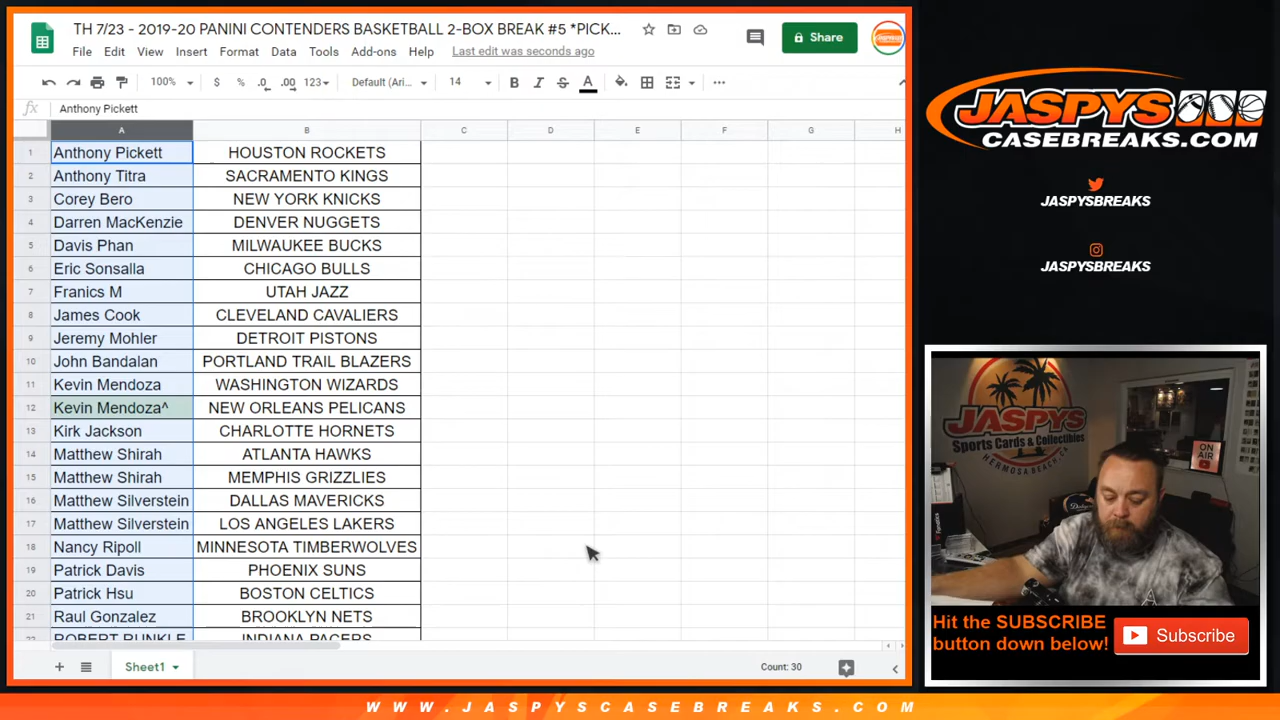 TH 7/23 - 2019-20 PANINI CONTENDERS BASKETBALL 2-BOX BREAK #5 *PICK...
File Edit View Insert Format Data Tools Add-ons Help Last edit was seconds ago
Share
100% $ % .0 .00 123 Default (Ari... 14 B I S A
fx Anthony Pickett
A B C D E F G H
1 Anthony Pickett HOUSTON ROCKETS
2 Anthony Titra SACRAMENTO KINGS
3 Corey Bero NEW YORK KNICKS
4 Darren MacKenzie DENVER NUGGETS
5 Davis Phan MILWAUKEE BUCKS
6 Eric Sonsalla CHICAGO BULLS
7 Franics M UTAH JAZZ
8 James Cook CLEVELAND CAVALIERS
9 Jeremy Mohler DETROIT PISTONS
10 John Bandalan PORTLAND TRAIL BLAZERS
11 Kevin Mendoza WASHINGTON WIZARDS
12 Kevin Mendoza^ NEW ORLEANS PELICANS
13 Kirk Jackson CHARLOTTE HORNETS
14 Matthew Shirah ATLANTA HAWKS
15 Matthew Shirah MEMPHIS GRIZZLIES
16 Matthew Silverstein DALLAS MAVERICKS
17 Matthew Silverstein LOS ANGELES LAKERS
18 Nancy Ripoll MINNESOTA TIMBERWOLVES
19 Patrick Davis PHOENIX SUNS
20 Patrick Hsu BOSTON CELTICS
21 Raul Gonzalez BROOKLYN NETS
22 ROBERT RUNKLE INDIANA PACERS
Sheet1
Count: 30
JASPYS
CASEBREAKS.COM
JASPYSBREAKS
JASPYSBREAKS
JASPYS
Sports Cards & Collectibles
HERMOSA BEACH, CA
ON
AIR
Hit the SUBSCRIBE
button down below!
Subscribe
WWW.JASPYSCASEBREAKS.COM